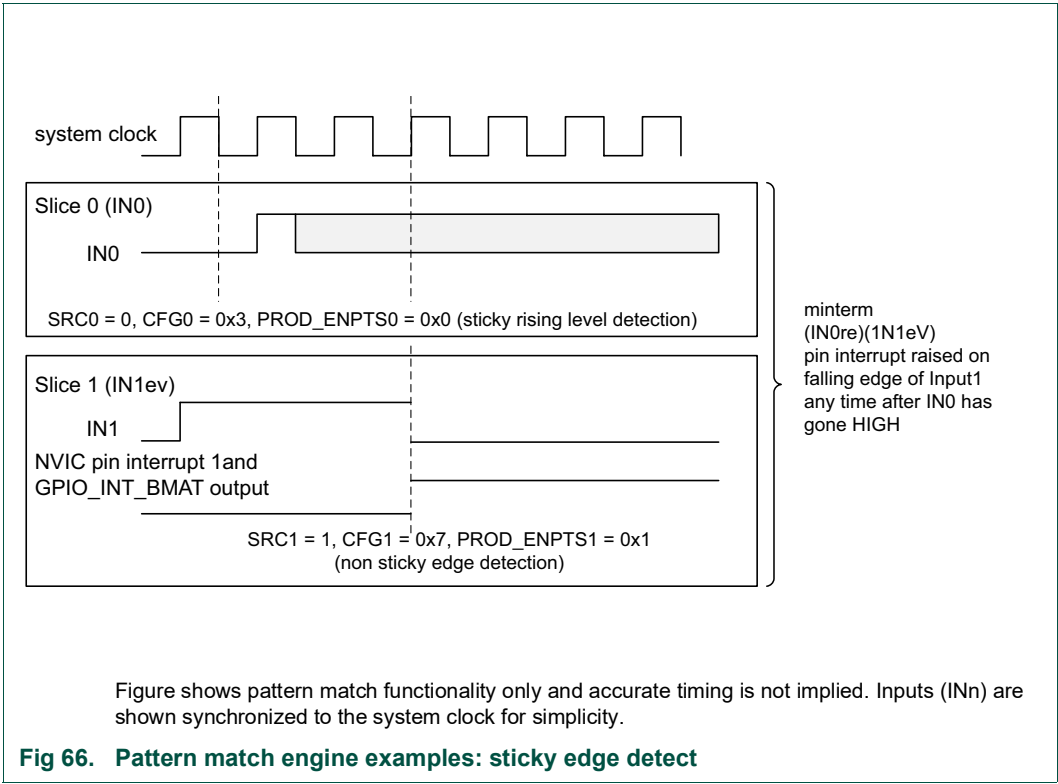 system clock
Slice 0 (IN0)
IN0
SRC0 = 0, CFG0 = 0x3, PROD_ENPTS0 = 0x0 (sticky rising level detection)
Slice 1 (IN1ev)
IN1
NVIC pin interrupt 1and
GPIO_INT_BMAT output
SRC1 = 1, CFG1 = 0x7, PROD_ENPTS1 = 0x1
(non sticky edge detection)
minterm
(IN0re)(1N1eV)
pin interrupt raised on
falling edge of Input1
any time after IN0 has
gone HIGH
Figure shows pattern match functionality only and accurate timing is not implied. Inputs (INn) are
shown synchronized to the system clock for simplicity.
Fig 66. Pattern match engine examples: sticky edge detect